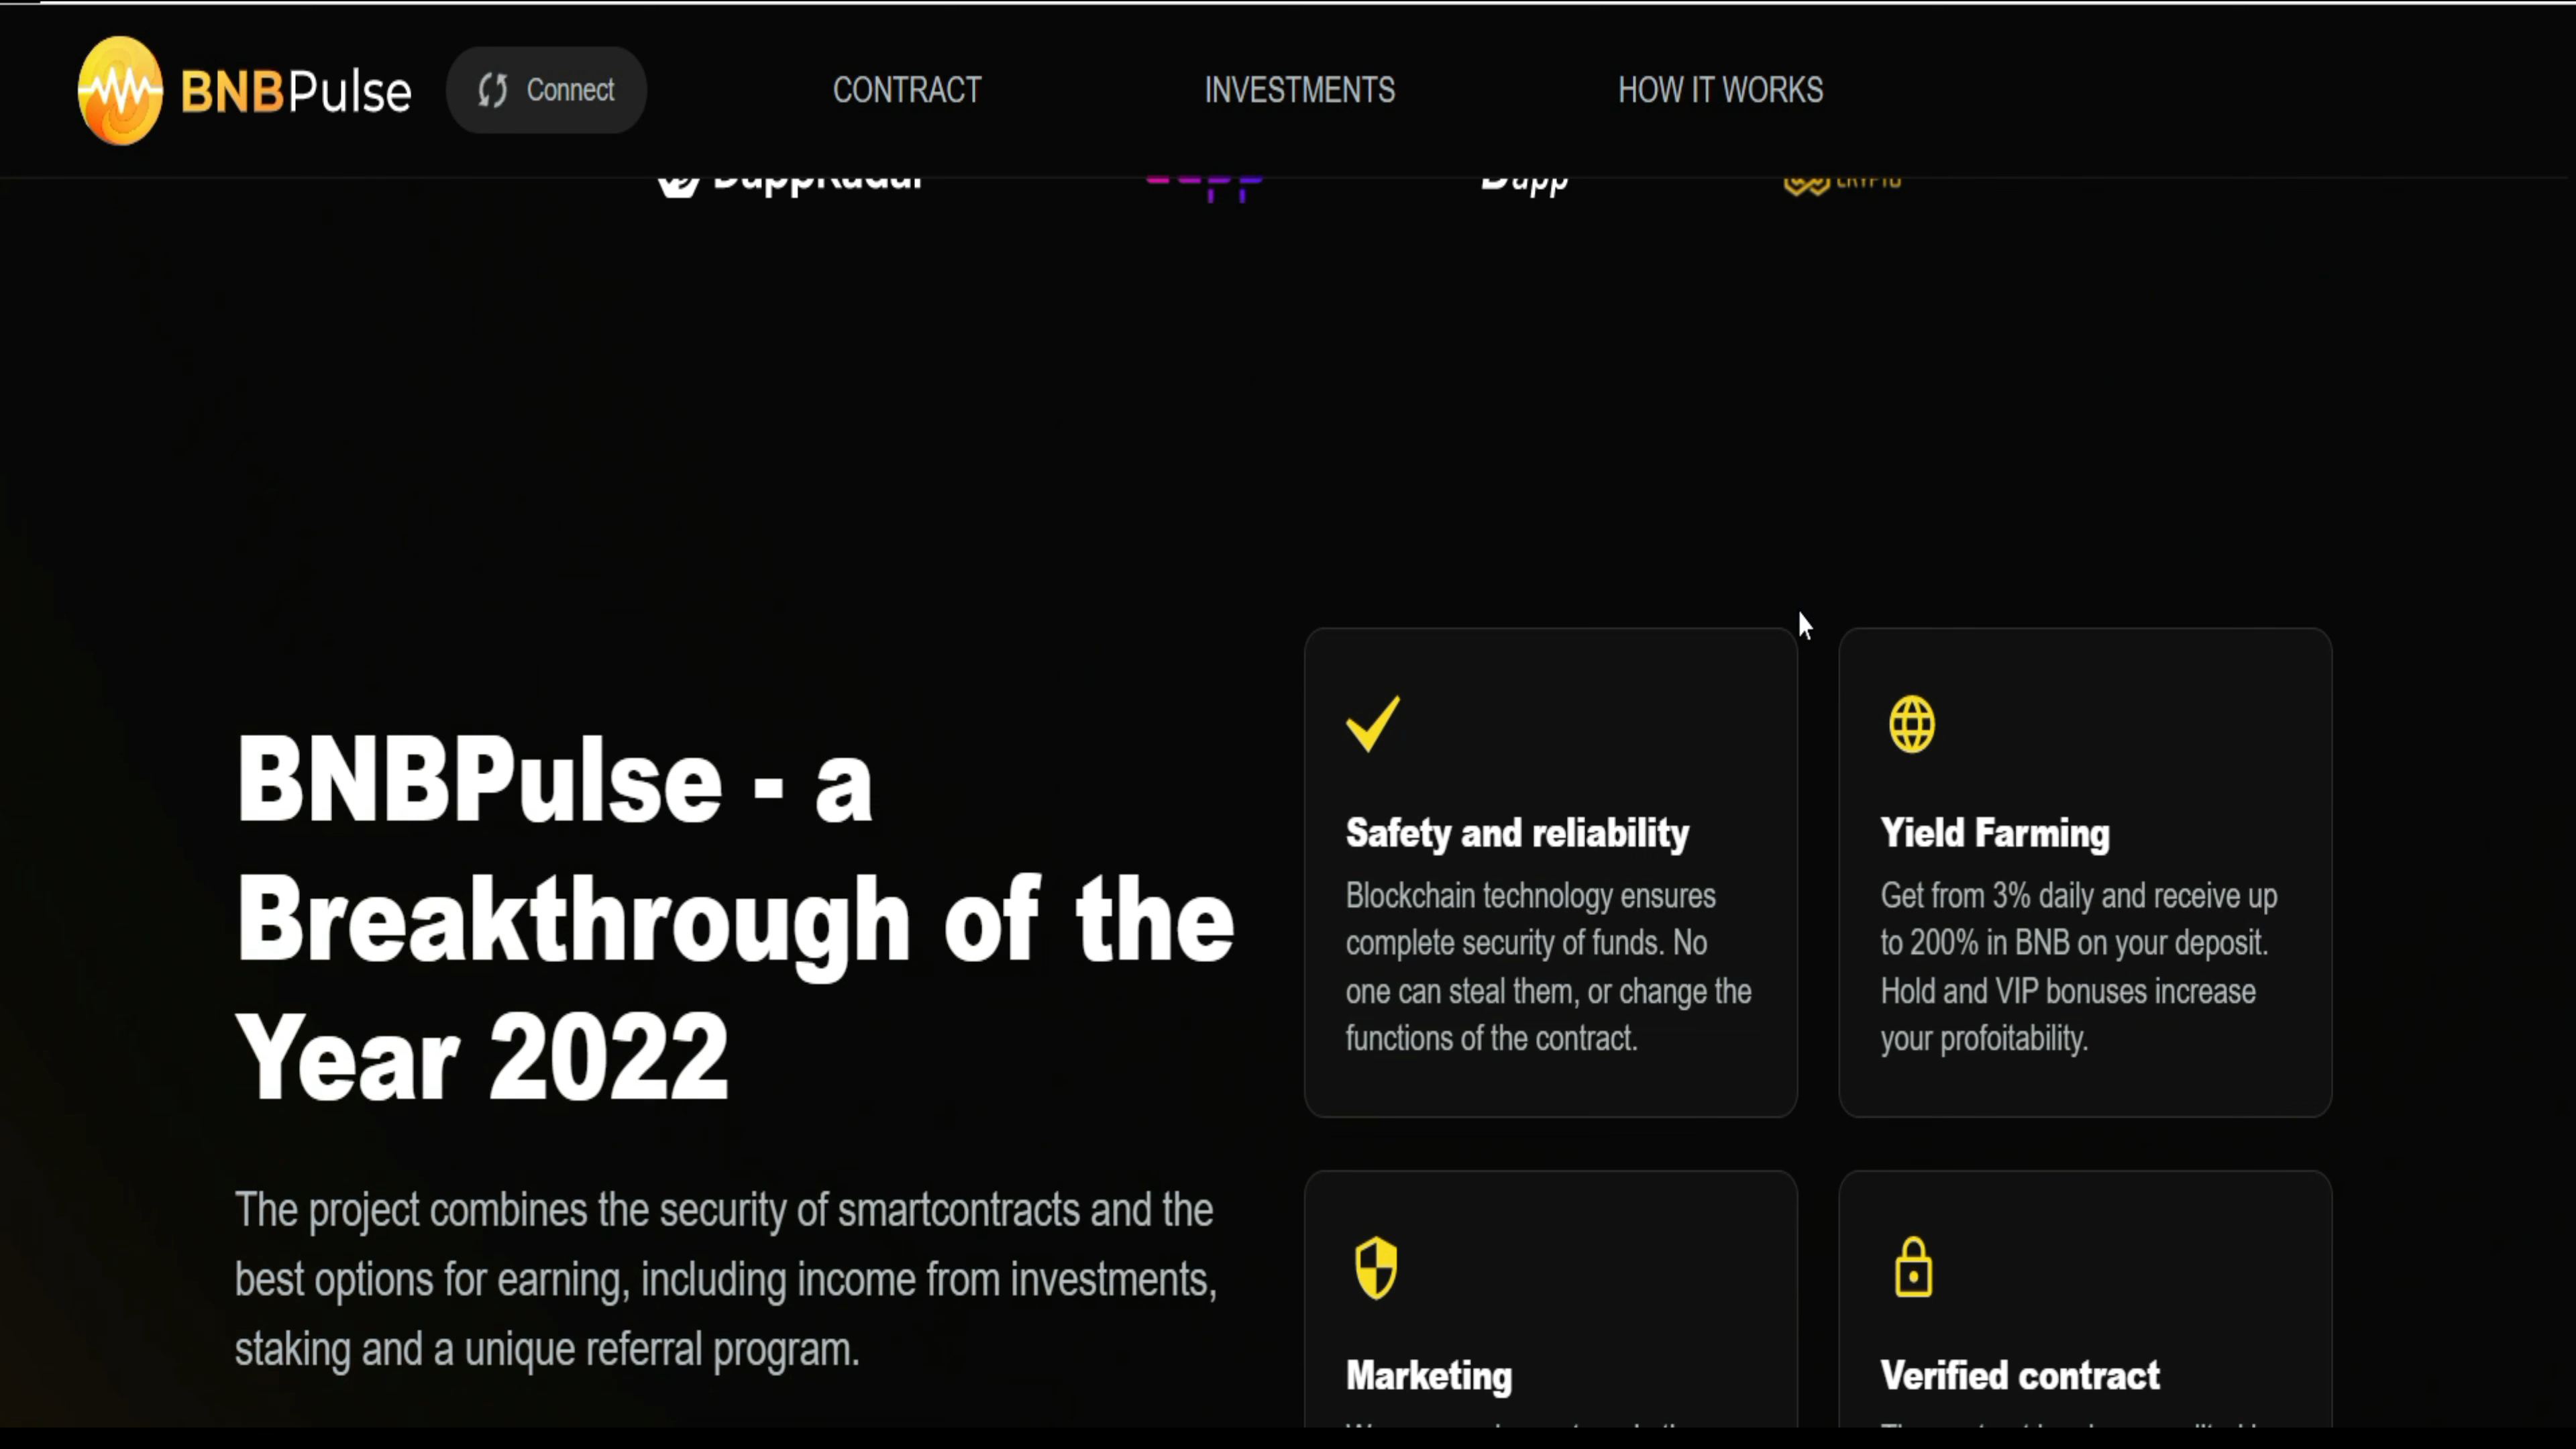 BNBPulse
Connect
CONTRACT
INVESTMENTS
HOW IT WORKS
DappRadar
Dapp
CRYPTO
BNBPulse - a
Breakthrough of the
Year 2022
The project combines the security of smartcontracts and the
best options for earning, including income from investments,
staking and a unique referral program.
Safety and reliability
Blockchain technology ensures
complete security of funds. No
one can steal them, or change the
functions of the contract.
Yield Farming
Get from 3% daily and receive up
to 200% in BNB on your deposit.
Hold and VIP bonuses increase
your profoitability.
Marketing
Verified contract